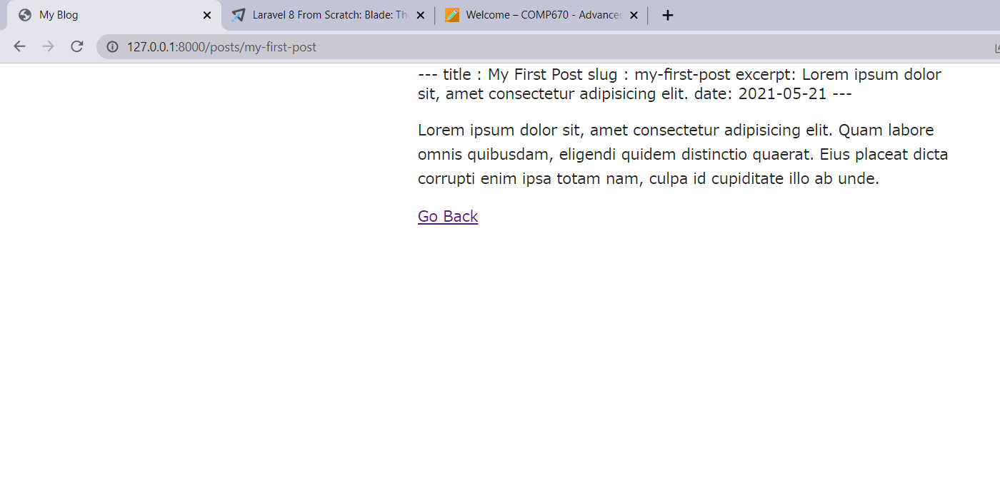 My Blog
Laravel 8 From Scratch: Blade: Th
Welcome – COMP670 - Advanced
127.0.0.1:8000/posts/my-first-post
--- title : My First Post slug : my-first-post excerpt: Lorem ipsum dolor
sit, amet consectetur adipisicing elit. date: 2021-05-21 ---
Lorem ipsum dolor sit, amet consectetur adipisicing elit. Quam labore
omnis quibusdam, eligendi quidem distinctio quaerat. Eius placeat dicta
corrupti enim ipsa totam nam, culpa id cupiditate illo ab unde.
Go Back